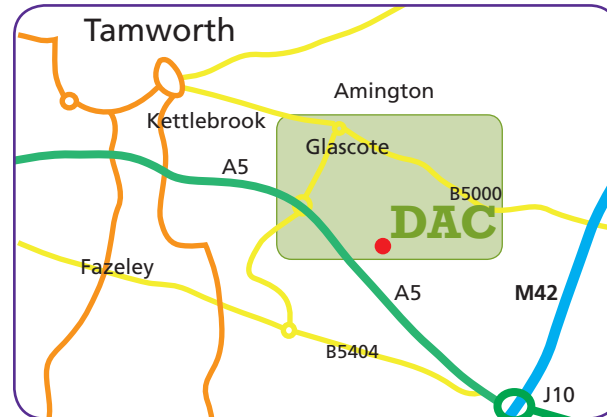 Tamworth
Amington
Kettlebrook
Glascote
A5
B5000
DAC
Fazeley
A5
M42
B5404
J10